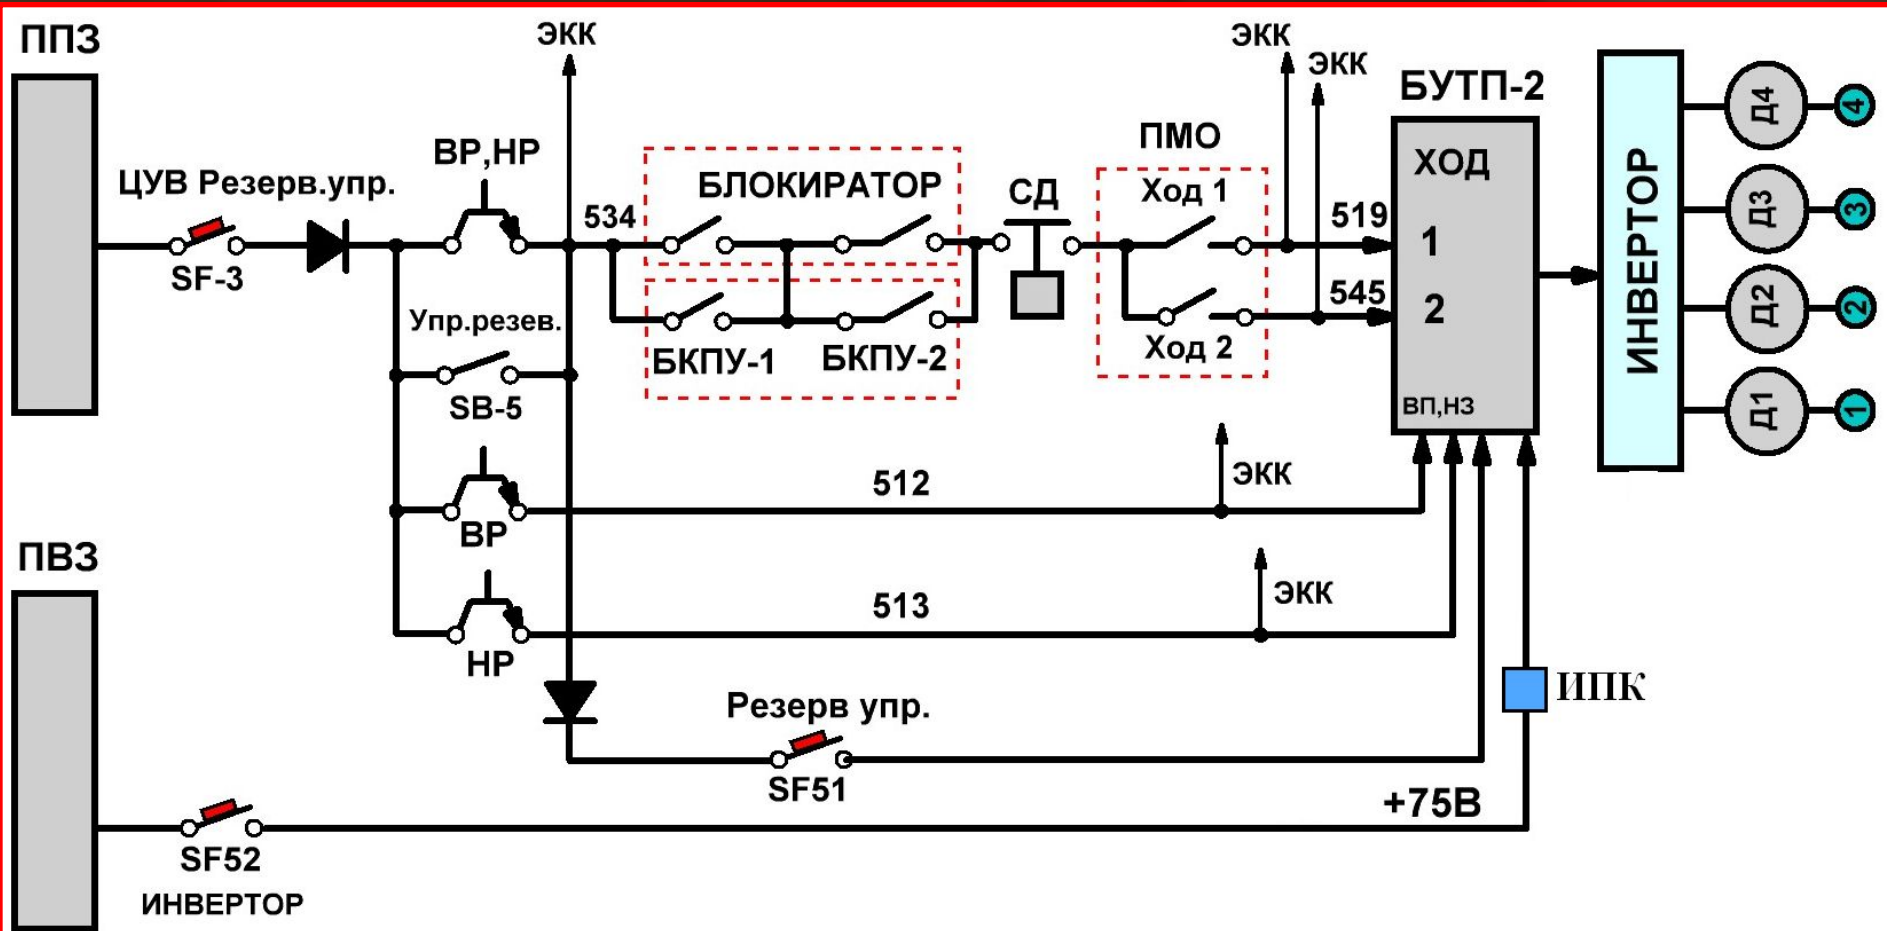 ППЗ
ЭКК
ЭКК
ЭКК
БУТП-2
ВР,НР
ПМО
ЦУВ Резерв.упр.
БЛОКИРАТОР
СД
Ход 1
ХОД
534
519
1
SF-3
545
2
Упр.резев.
БКПУ-1
БКПУ-2
Ход 2
SB-5
ВП,НЗ
ИНВЕРТОР
Д4
4
Д3
3
Д2
2
Д1
1
512
ЭКК
ВР
ПВЗ
513
ЭКК
НР
ИПК
Резерв упр.
SF51
+75В
SF52
ИНВЕРТОР